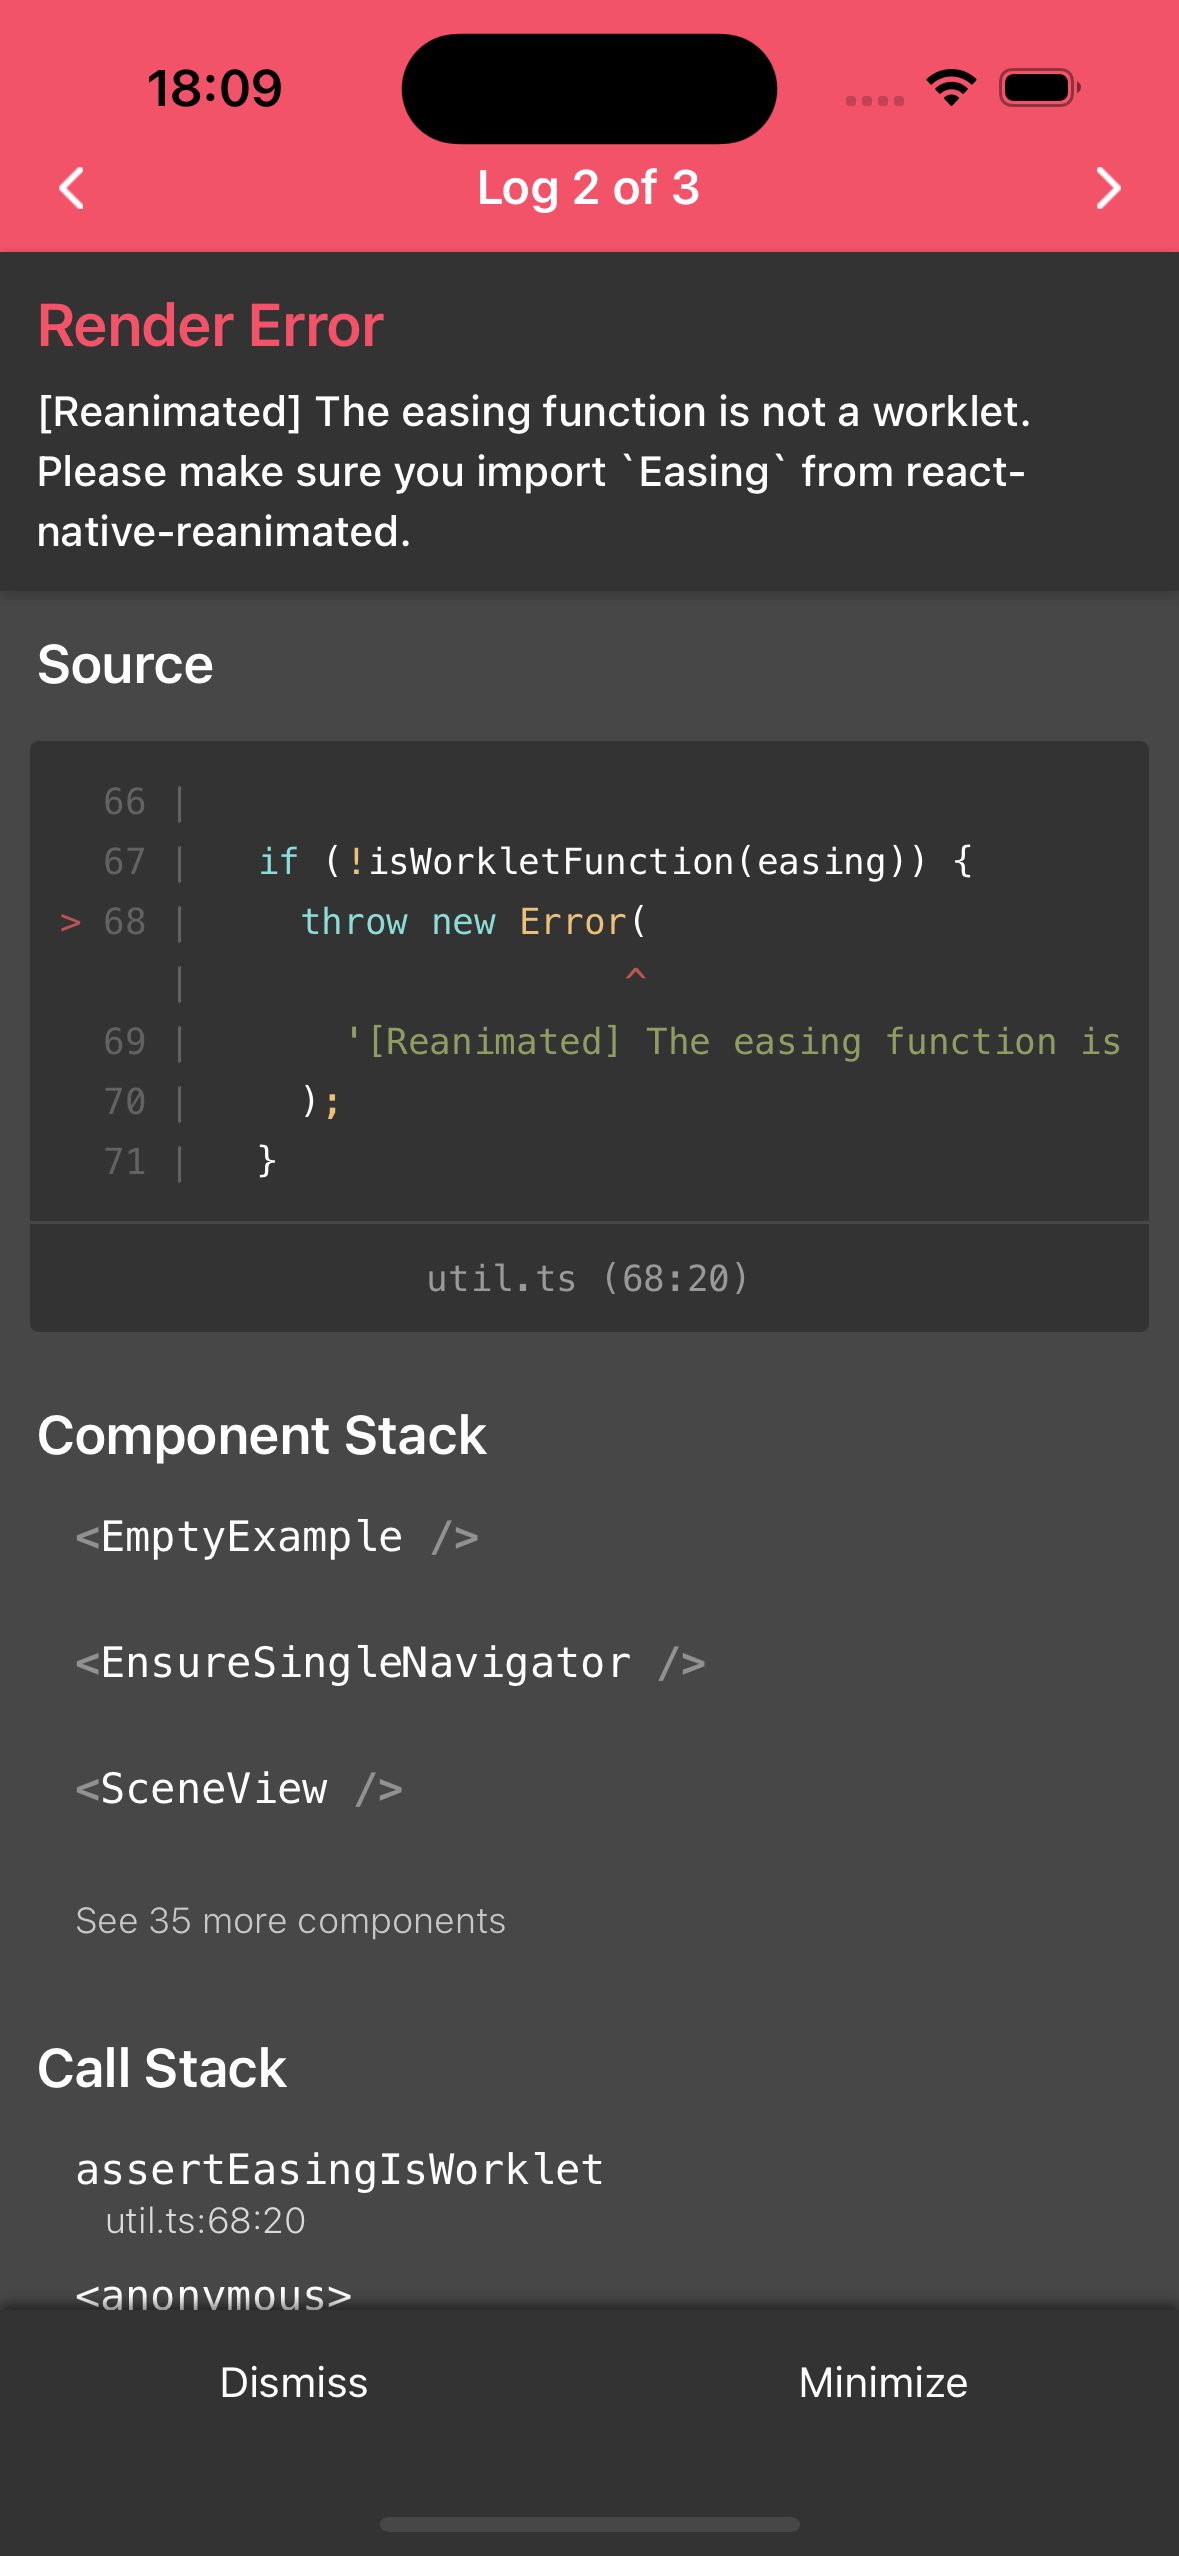 18:09
Log 2 of 3
Render Error
[Reanimated] The easing function is not a worklet.
Please make sure you import `Easing` from react-
native-reanimated.
Source
66 |
67 |   if (!isWorkletFunction(easing)) {
> 68 |     throw new Error(
|                    ^
69 |       '[Reanimated] The easing function is
70 |     );
71 |   }
util.ts (68:20)
Component Stack
<EmptyExample />
<EnsureSingleNavigator />
<SceneView />
See 35 more components
Call Stack
assertEasingIsWorklet
util.ts:68:20
<anonymous>
Dismiss
Minimize